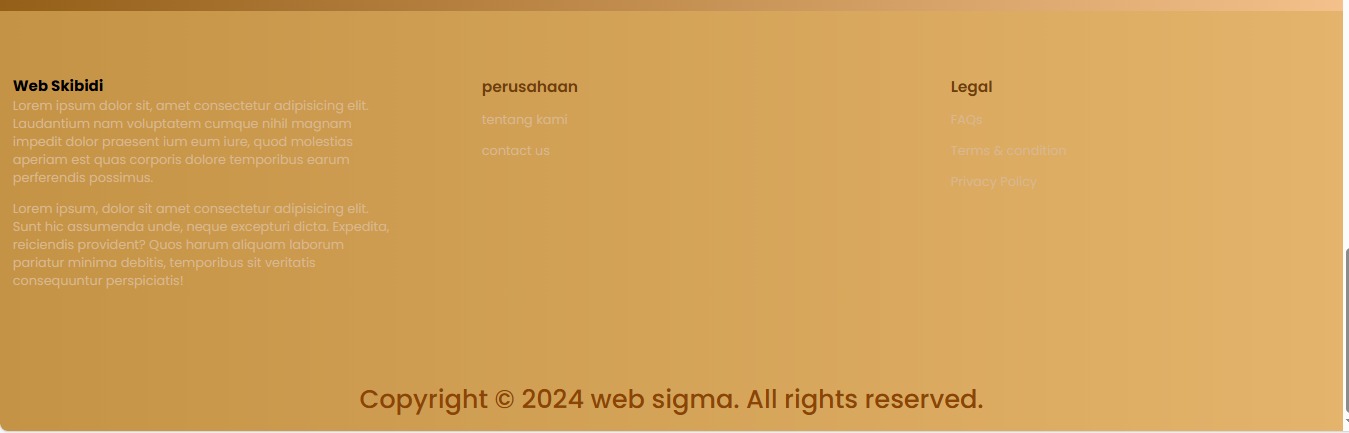 Web Skibidi
Lorem ipsum dolor sit, amet consectetur adipisicing elit.
Laudantium nam voluptatem cumque nihil magnam
impedit dolor praesent ium eum iure, quod molestias
aperiam est quas corporis dolore temporibus earum
perferendis possimus.
Lorem ipsum, dolor sit amet consectetur adipisicing elit.
Sunt hic assumenda unde, neque excepturi dicta. Expedita,
reiciendis provident? Quos harum aliquam laborum
pariatur minima debitis, temporibus sit veritatis
consequuntur perspiciatis!
perusahaan
tentang kami
contact us
Legal
FAQs
Terms & condition
Privacy Policy
Copyright © 2024 web sigma. All rights reserved.